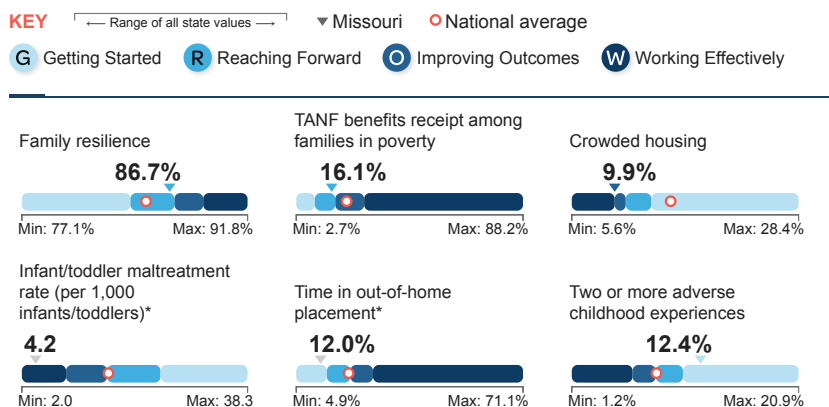 KEY
Range of all state values
Missouri
National average
G Getting Started
R Reaching Forward
O Improving Outcomes
W Working Effectively
Family resilience
86.7%
Min: 77.1% Max: 91.8%
TANF benefits receipt among
families in poverty
16.1%
Min: 2.7% Max: 88.2%
Crowded housing
9.9%
Min: 5.6% Max: 28.4%
Infant/toddler maltreatment
rate (per 1,000
infants/toddlers)*
4.2
Min: 2.0 Max: 38.3
Time in out-of-home
placement*
12.0%
Min: 4.9% Max: 71.1%
Two or more adverse
childhood experiences
12.4%
Min: 1.2% Max: 20.9%